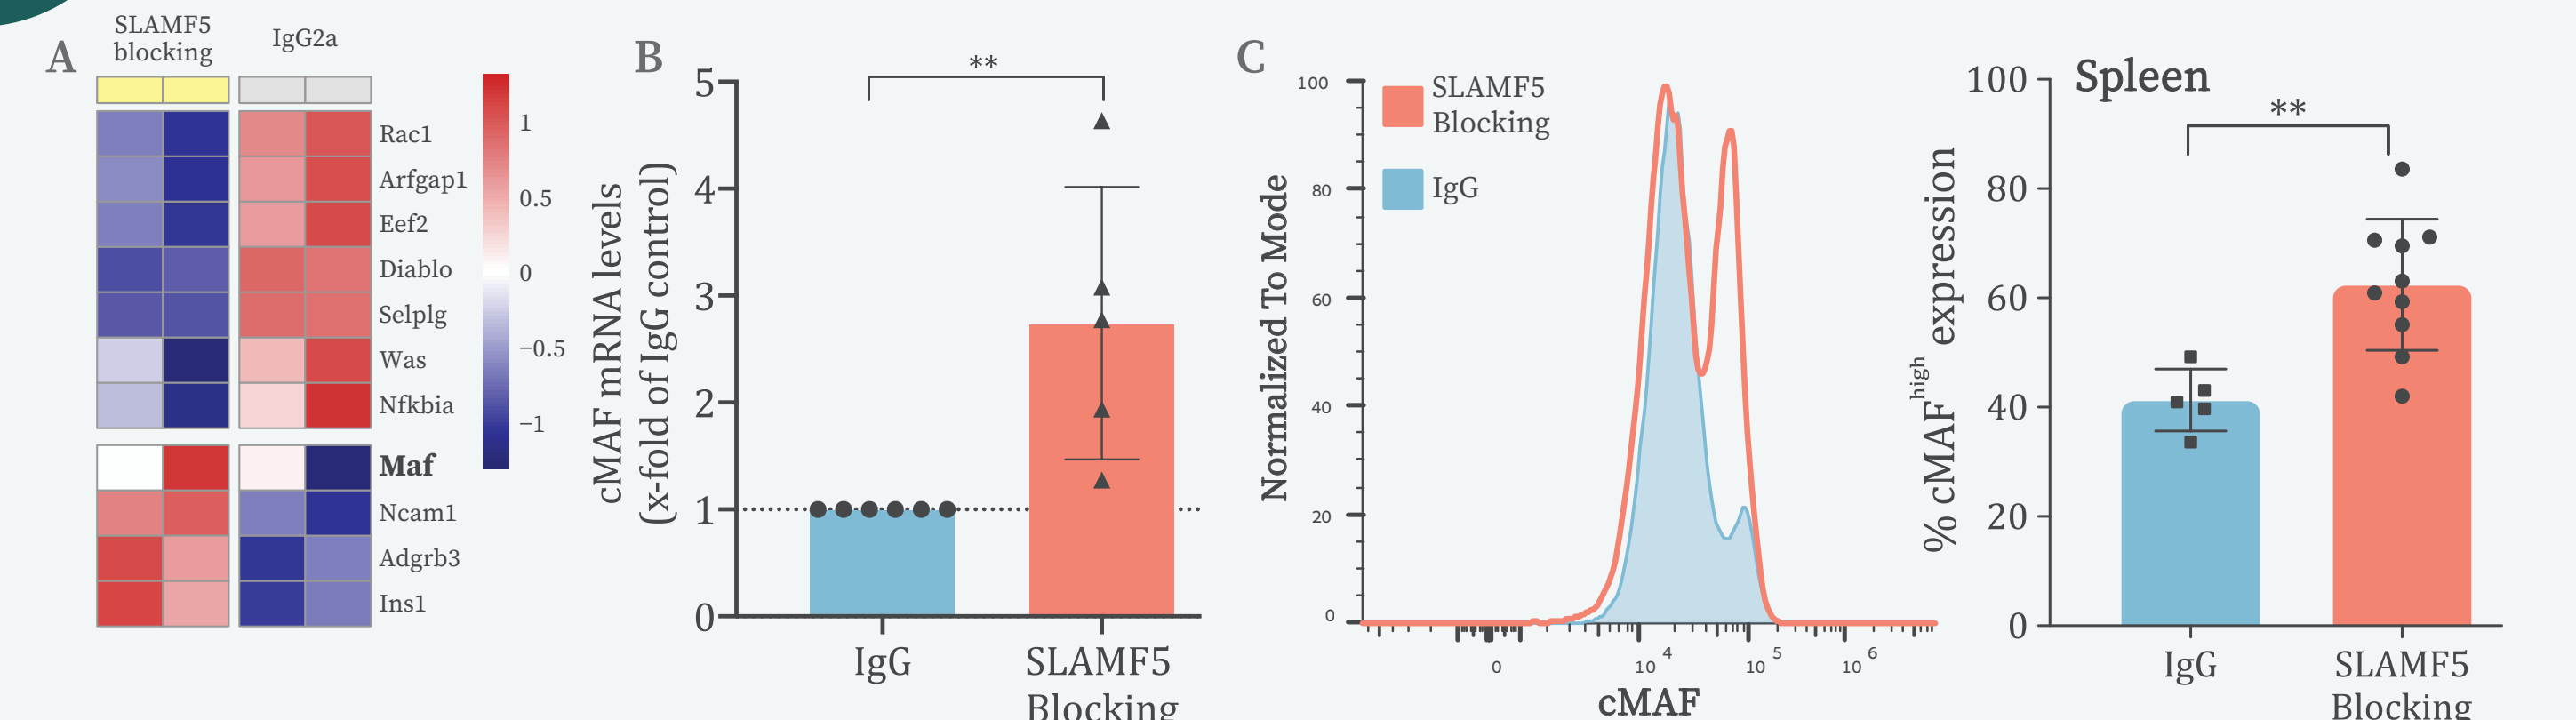 A
SLAMF5
blocking
IgG2a
Rac1
Arfgap1
Eef2
Diablo
Selplg
Was
Nfkbia
Maf
Ncam1
Adgrb3
Ins1
1
0.5
0
−0.5
−1
B
cMAF mRNA levels
(x-fold of IgG control)
5
4
3
2
1
0
**
IgG
SLAMF5
Blocking
C
Normalized To Mode
100
80
60
40
20
0
SLAMF5
Blocking
IgG
0
10 4
10 5
10 6
cMAF
Spleen
% cMAFhigh expression
100
80
60
40
20
0
**
IgG
SLAMF5
Blocking